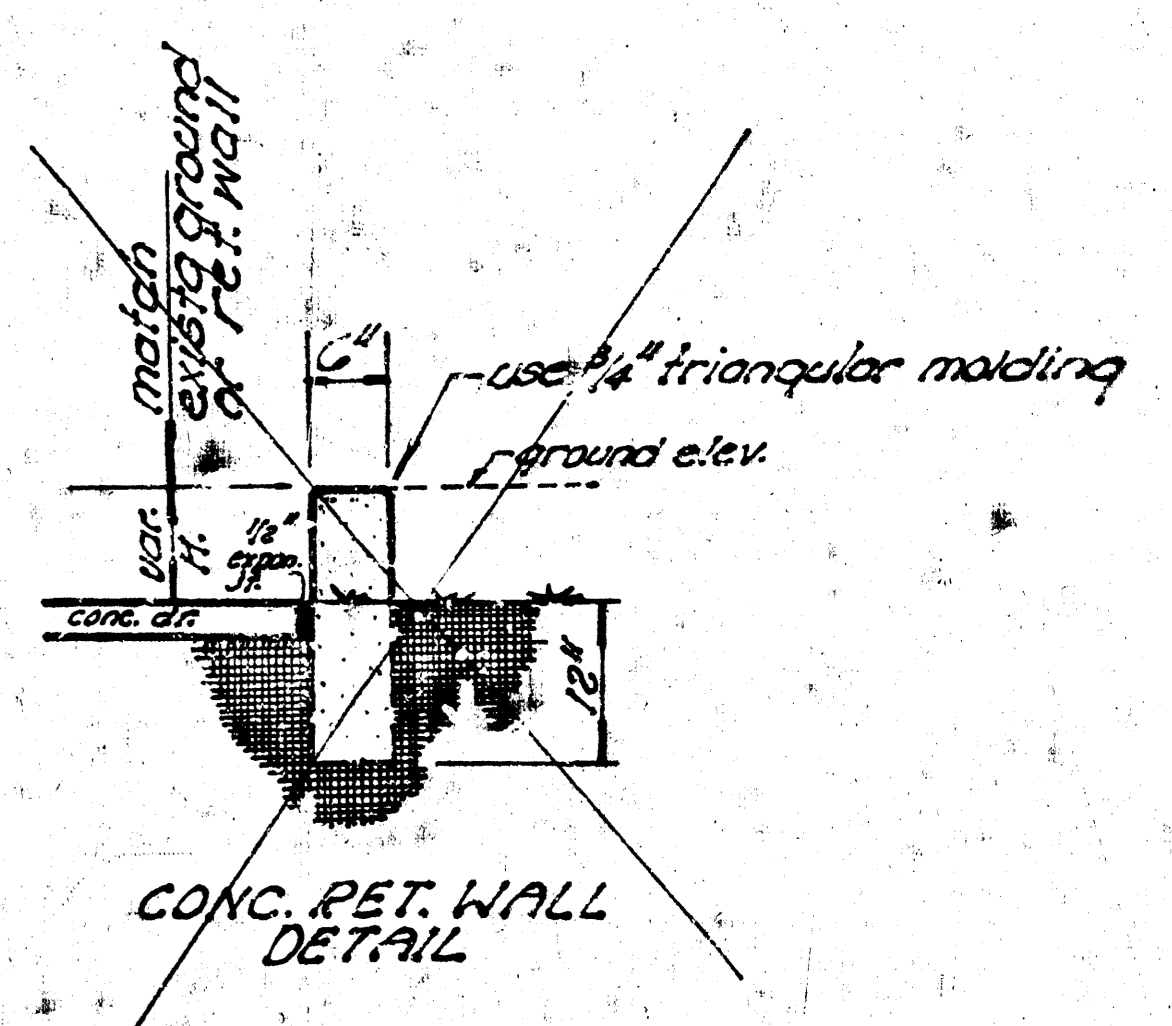 match
existg ground
or ret. wall
6"
use 3/4" triangular molding
ground elev.
var.
H.
1/2"
expan.
jt.
conc. dr.
12"
CONC. RET. WALL
DETAIL